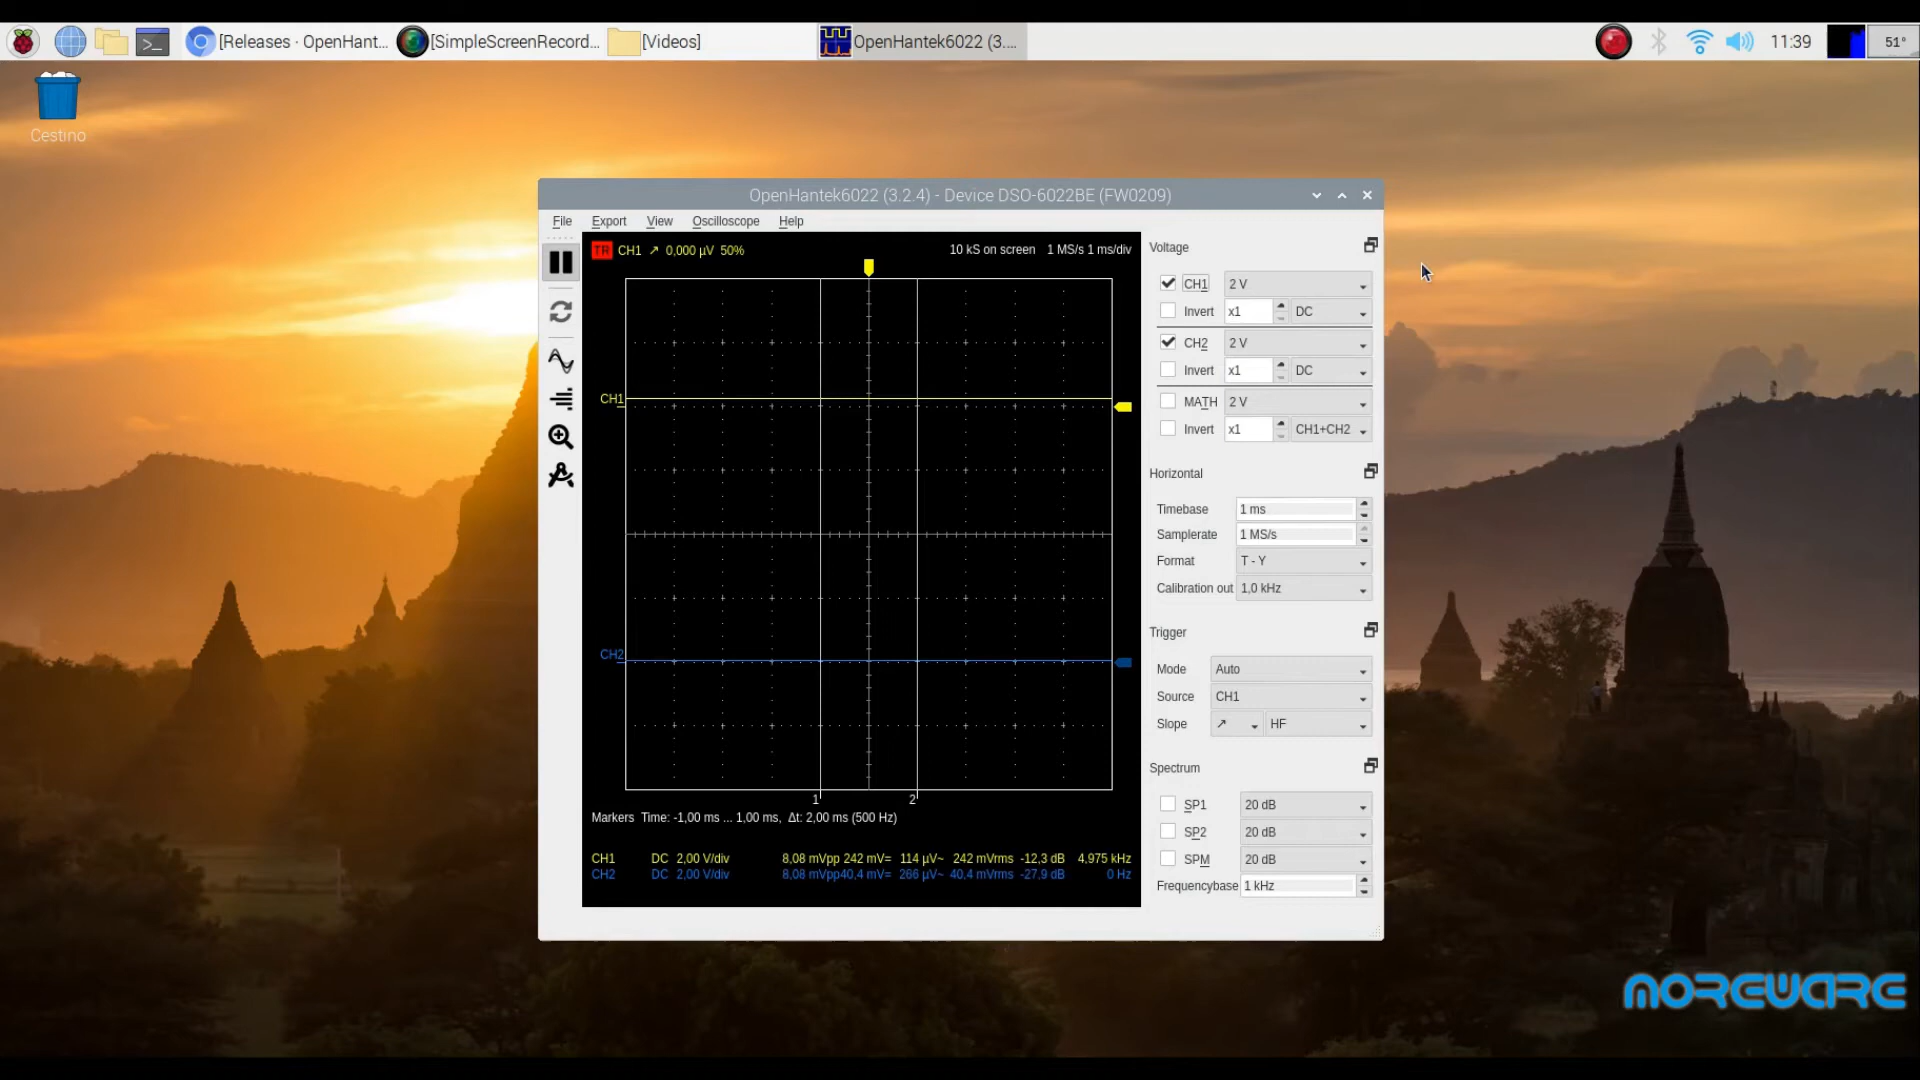 [Releases · OpenHant...
[SimpleScreenRecord...
[Videos]
OpenHantek6022 (3....
11:39
51°
Cestino
OpenHantek6022 (3.2.4) - Device DSO-6022BE (FW0209)
File Export View Oscilloscope Help
TR CH1 ↗ 0,000 µV 50% 10 kS on screen 1 MS/s 1 ms/div
CH1
CH2
1 2
Markers Time: -1,00 ms ... 1,00 ms, Δt: 2,00 ms (500 Hz)
CH1 DC 2,00 V/div 8,08 mVpp 242 mV= 114 µV~ 242 mVrms -12,3 dB 4,975 kHz
CH2 DC 2,00 V/div 8,08 mVpp40,4 mV= 266 µV~ 40,4 mVrms -27,9 dB 0 Hz
Voltage
CH1 2 V
Invert x1 DC
CH2 2 V
Invert x1 DC
MATH 2 V
Invert x1 CH1+CH2
Horizontal
Timebase 1 ms
Samplerate 1 MS/s
Format T - Y
Calibration out 1,0 kHz
Trigger
Mode Auto
Source CH1
Slope ↗ HF
Spectrum
SP1 20 dB
SP2 20 dB
SPM 20 dB
Frequencybase 1 kHz
MOREWARE